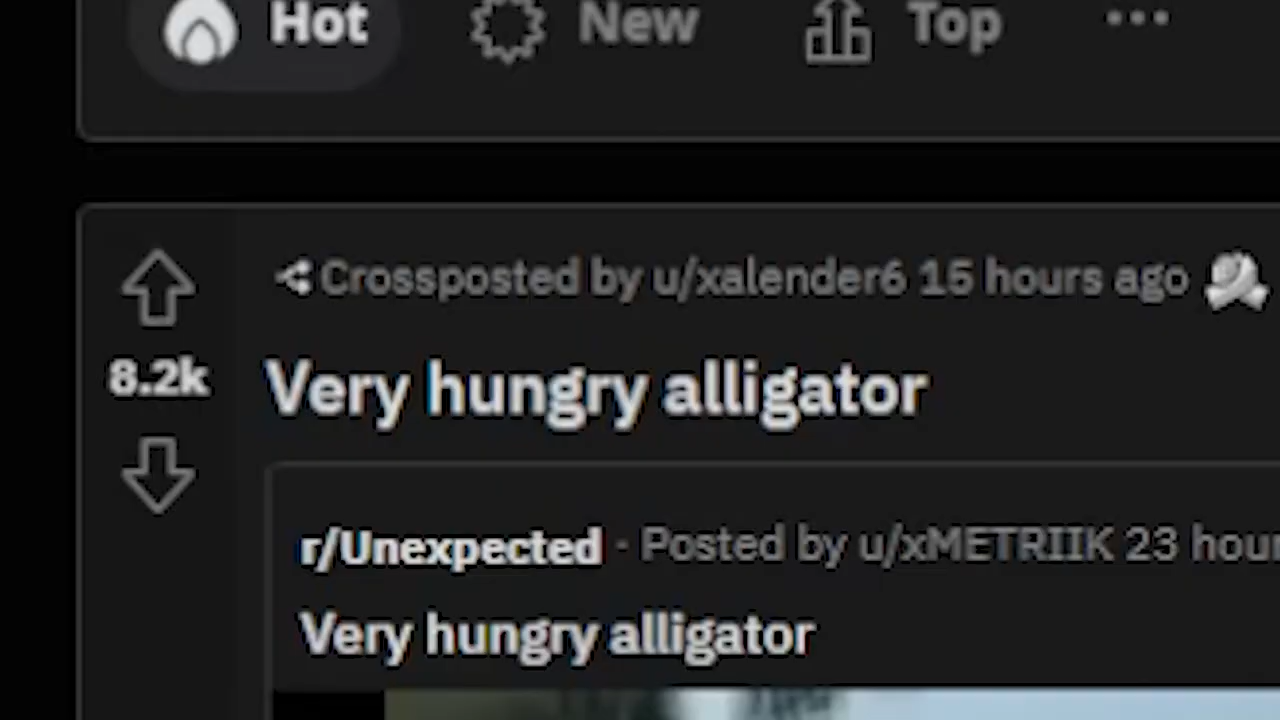 Hot New Top
Crossposted by u/xalender6 15 hours ago
8.2k
Very hungry alligator
r/Unexpected · Posted by u/xMETRIIK 23
Very hungry alligator